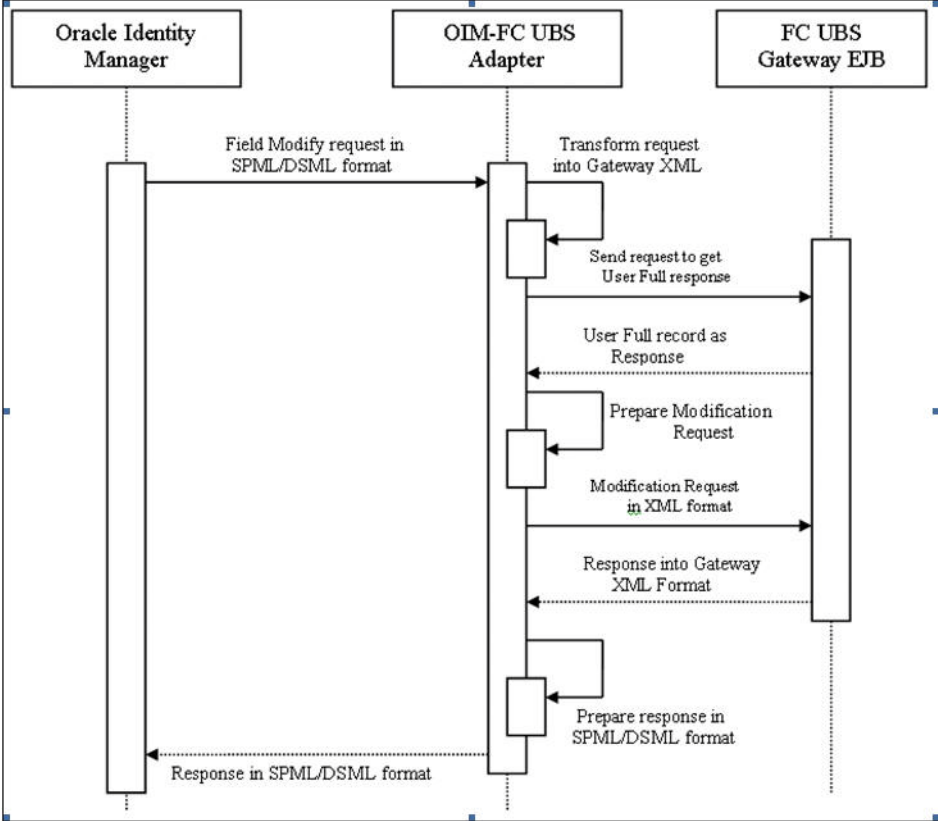 Oracle Identity
Manager
OIM-FC UBS
Adapter
FC UBS
Gateway EJB
Field Modify request in
SPML/DSML format
Transform request
into Gateway XML
Send request to get
User Full response
User Full record as
Response
Prepare Modification
Request
Modification Request
in XML format
Response into Gateway
XML Format
Prepare response in
SPML/DSML format
Response in SPML/DSML format